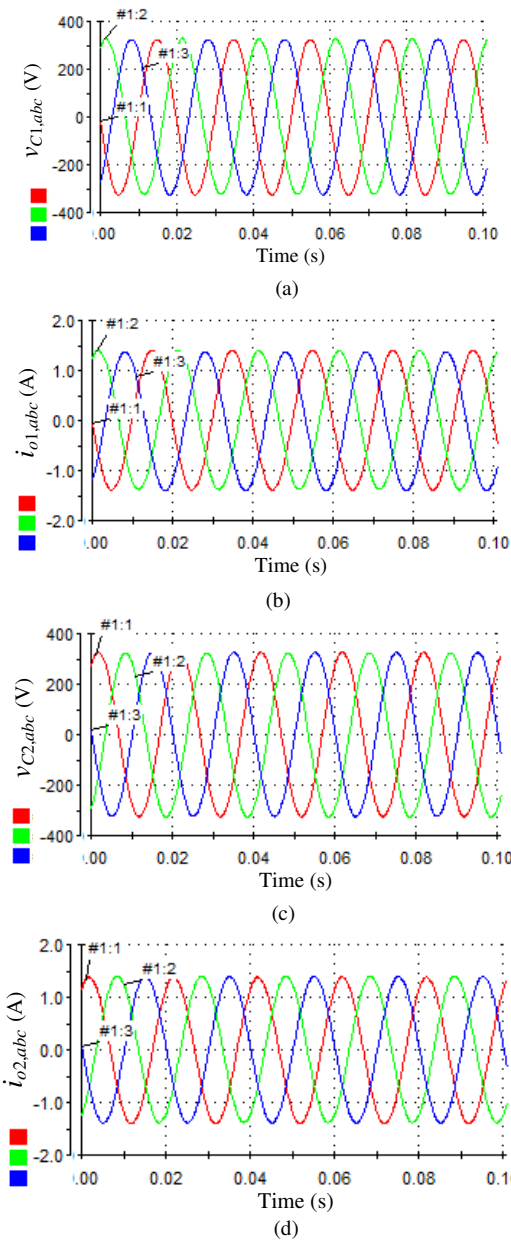 #1:2
400
#1:3
200
v_{C1,abc} (V)
#1:1
0
-200
-400
.00 0.02 0.04 0.06 0.08 0.10
Time (s)
(a)
2.0
#1:2
#1:3
1.0
i_{o1,abc} (A)
#1:1
0.0
-1.0
-2.0
.00 0.02 0.04 0.06 0.08 0.10
Time (s)
(b)
400
#1:1
#1:2
200
v_{C2,abc} (V)
#1:3
0
-200
-400
.00 0.02 0.04 0.06 0.08 0.10
Time (s)
(c)
2.0
#1:1
#1:2
1.0
i_{o2,abc} (A)
#1:3
0.0
-1.0
-2.0
.00 0.02 0.04 0.06 0.08 0.10
Time (s)
(d)